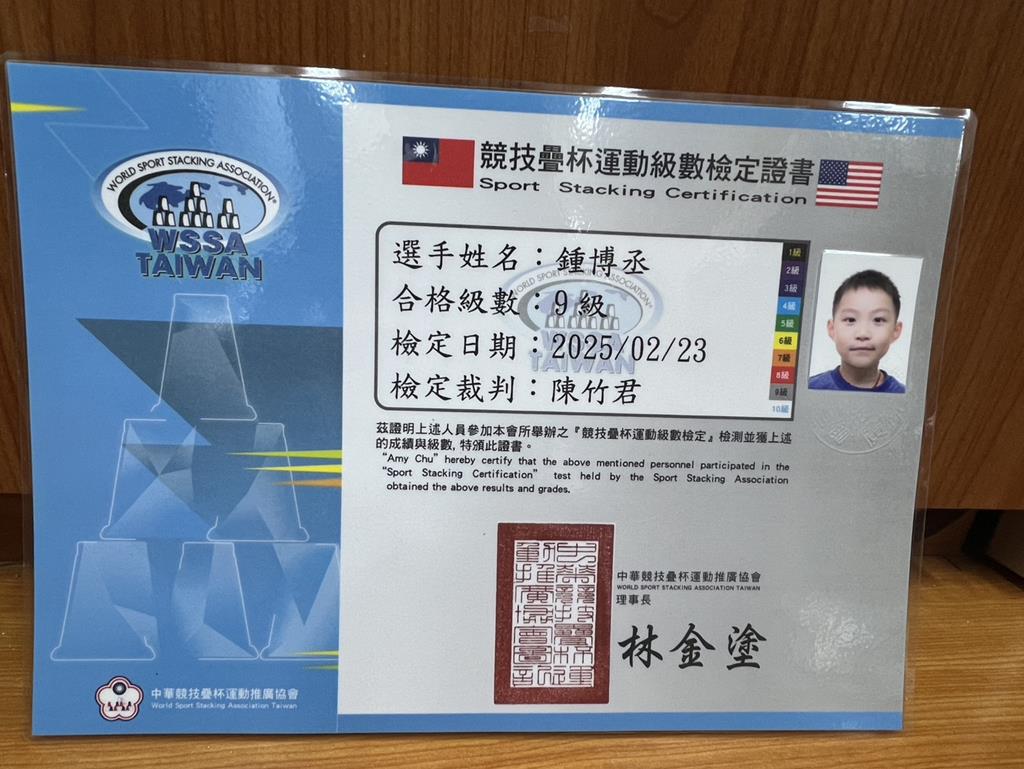 WORLD SPORT STACKING ASSOCIATION®
WSSA
TAIWAN
競技疊杯運動級數檢定證書
Sport Stacking Certification
選手姓名：鍾博丞
合格級數：9級
檢定日期：2025/02/23
檢定裁判：陳竹君
1級
2級
3級
4級
5級
6級
7級
8級
9級
10級
WORLD SPORT STACKING ASSOCIATION®
WSSA
TAIWAN
茲證明上述人員參加本會所舉辦之『競技疊杯運動級數檢定』檢測並獲上述
的成績與級數,特頒此證書。
“Amy Chu” hereby certify that the above mentioned personnel participated in the
“Sport Stacking Certification” test held by the Sport Stacking Association
obtained the above results and grades.
中華競技疊杯運動推廣協會
WORLD SPORT STACKING ASSOCIATION TAIWAN
理事長
林金塗
中華競技疊杯運動推廣協會
World Sport Stacking Association Taiwan